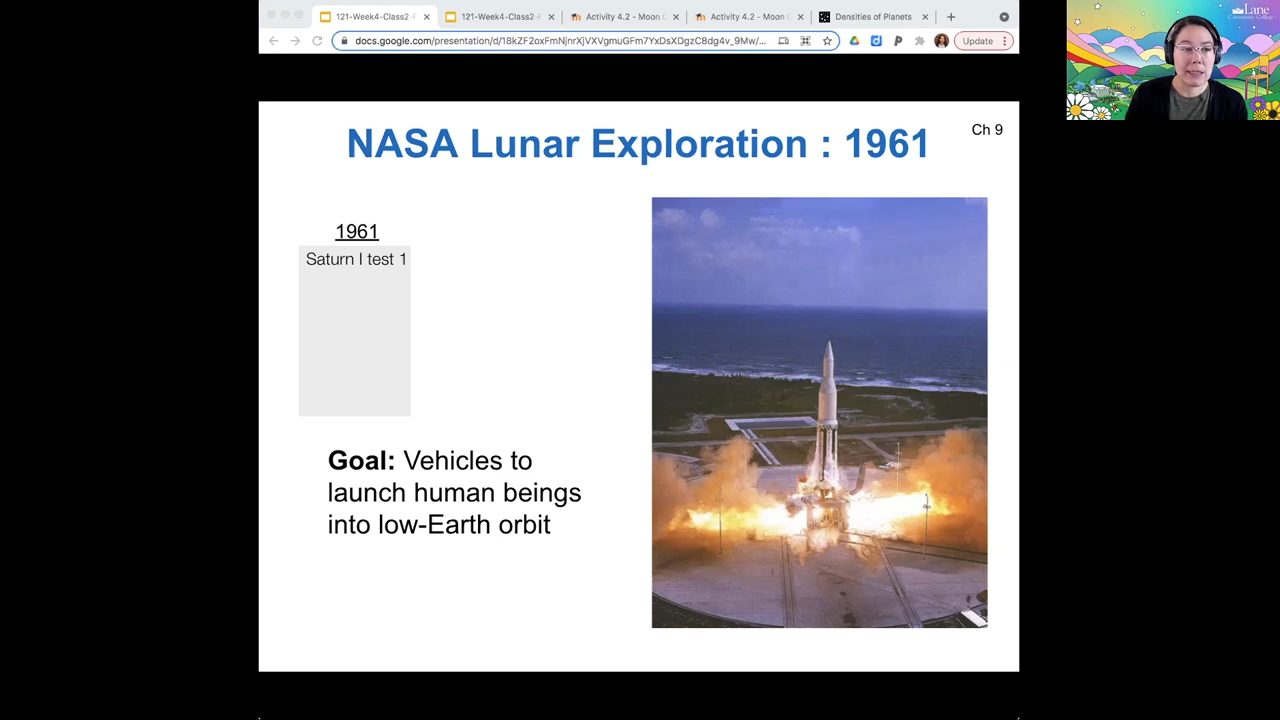 121-Week4-Class2-F
121-Week4-Class2-F
Activity 4.2 - Moon
Activity 4.2 - Moon
Densities of Planets
docs.google.com/presentation/d/18kZF2oxFmNjnrXjVXVgmuGFm7YxDsXDgzC8dg4v_9Mw/...
Update
Lane
Community College
NASA Lunar Exploration : 1961
Ch 9
1961
Saturn I test 1
Goal: Vehicles to
launch human beings
into low-Earth orbit